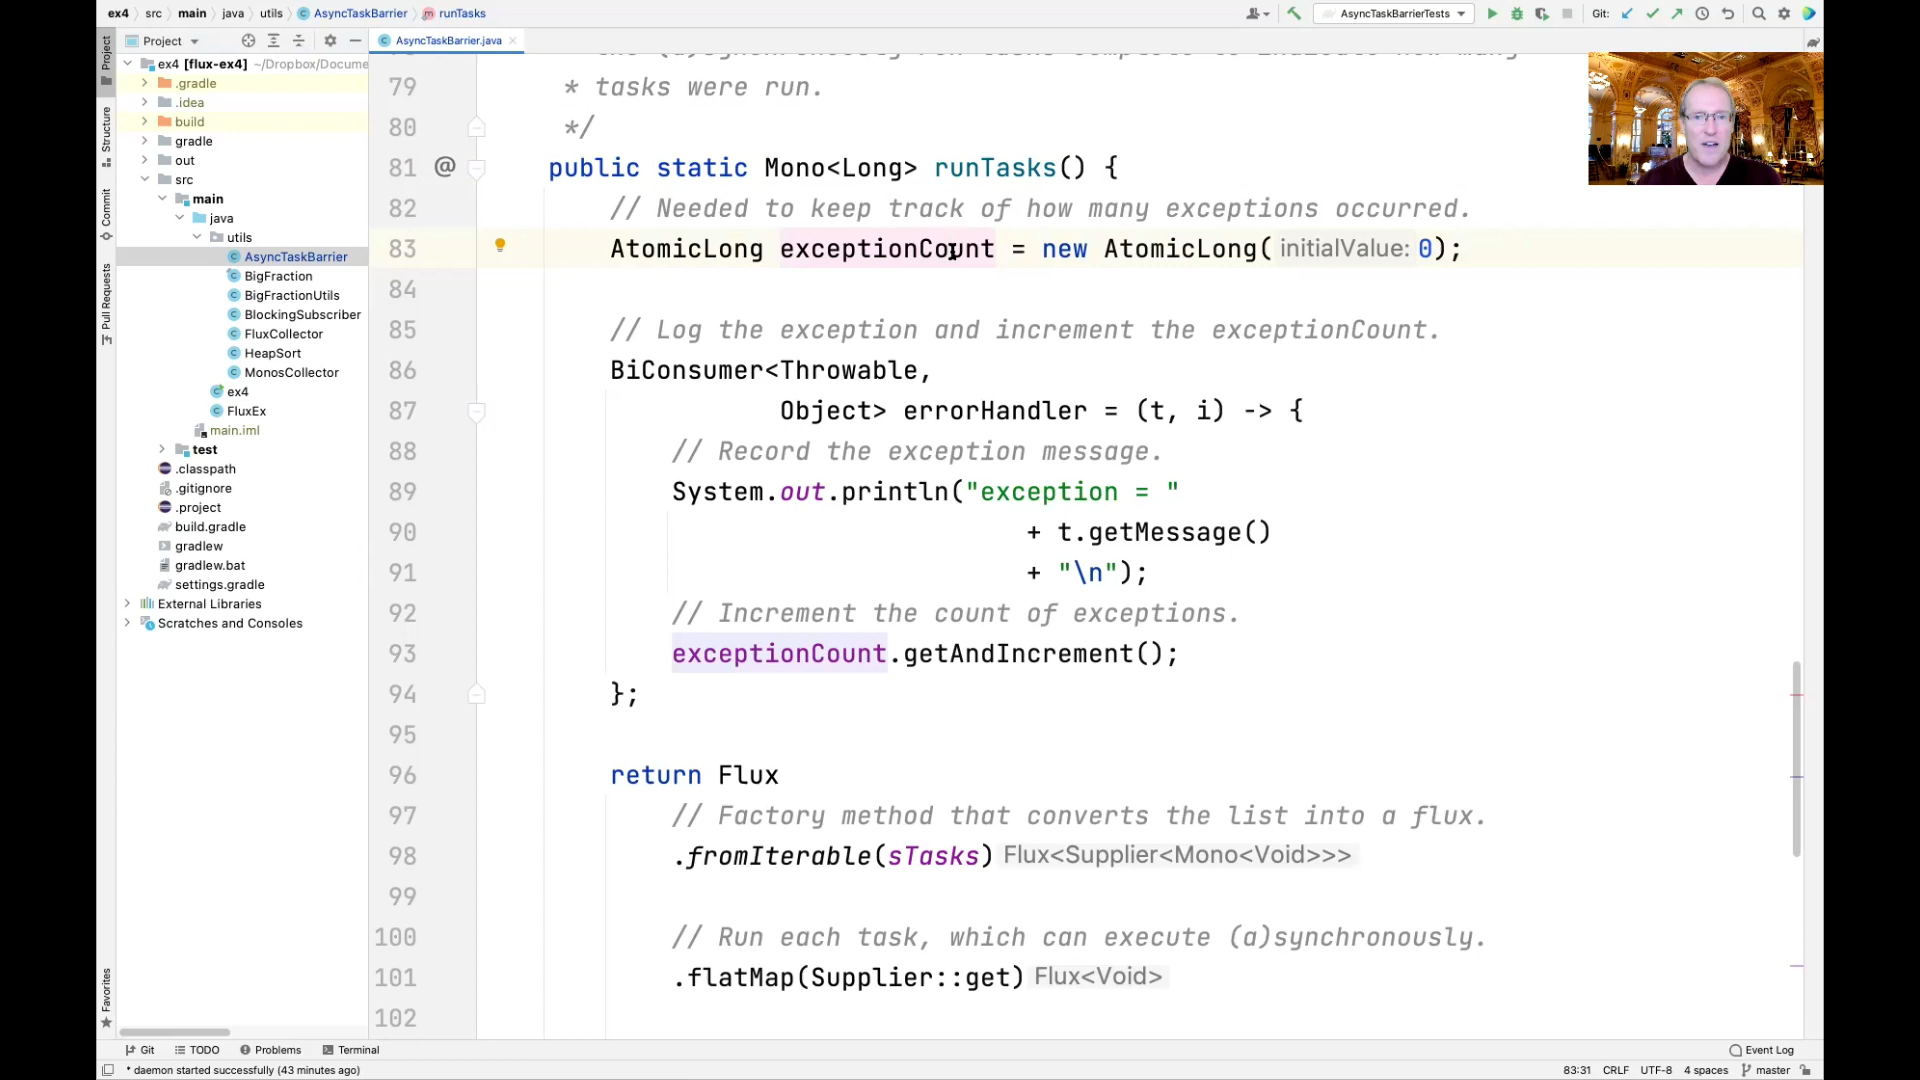 ex4 src main java utils AsyncTaskBarrier runTasks
AsyncTaskBarrierTests
Git:
Project
AsyncTaskBarrier.java
Project
Structure
Commit
Pull Requests
Favorites
ex4 [flux-ex4] ~/Dropbox/Docume
.gradle
.idea
build
gradle
out
src
main
java
utils
AsyncTaskBarrier
BigFraction
BigFractionUtils
BlockingSubscriber
FluxCollector
HeapSort
MonosCollector
ex4
FluxEx
main.iml
test
.classpath
.gitignore
.project
build.gradle
gradlew
gradlew.bat
settings.gradle
External Libraries
Scratches and Consoles
79 * tasks were run.
80 */
81 @ public static Mono<Long> runTasks() {
82 // Needed to keep track of how many exceptions occurred.
83 AtomicLong exceptionCount = new AtomicLong( initialValue: 0);
84
85 // Log the exception and increment the exceptionCount.
86 BiConsumer<Throwable,
87 Object> errorHandler = (t, i) -> {
88 // Record the exception message.
89 System.out.println("exception = "
90 + t.getMessage()
91 + "\n");
92 // Increment the count of exceptions.
93 exceptionCount.getAndIncrement();
94 };
95
96 return Flux
97 // Factory method that converts the list into a flux.
98 .fromIterable(sTasks) Flux<Supplier<Mono<Void>>>
99
100 // Run each task, which can execute (a)synchronously.
101 .flatMap(Supplier::get) Flux<Void>
102
Git TODO Problems Terminal Event Log
* daemon started successfully (43 minutes ago) 83:31 CRLF UTF-8 4 spaces master